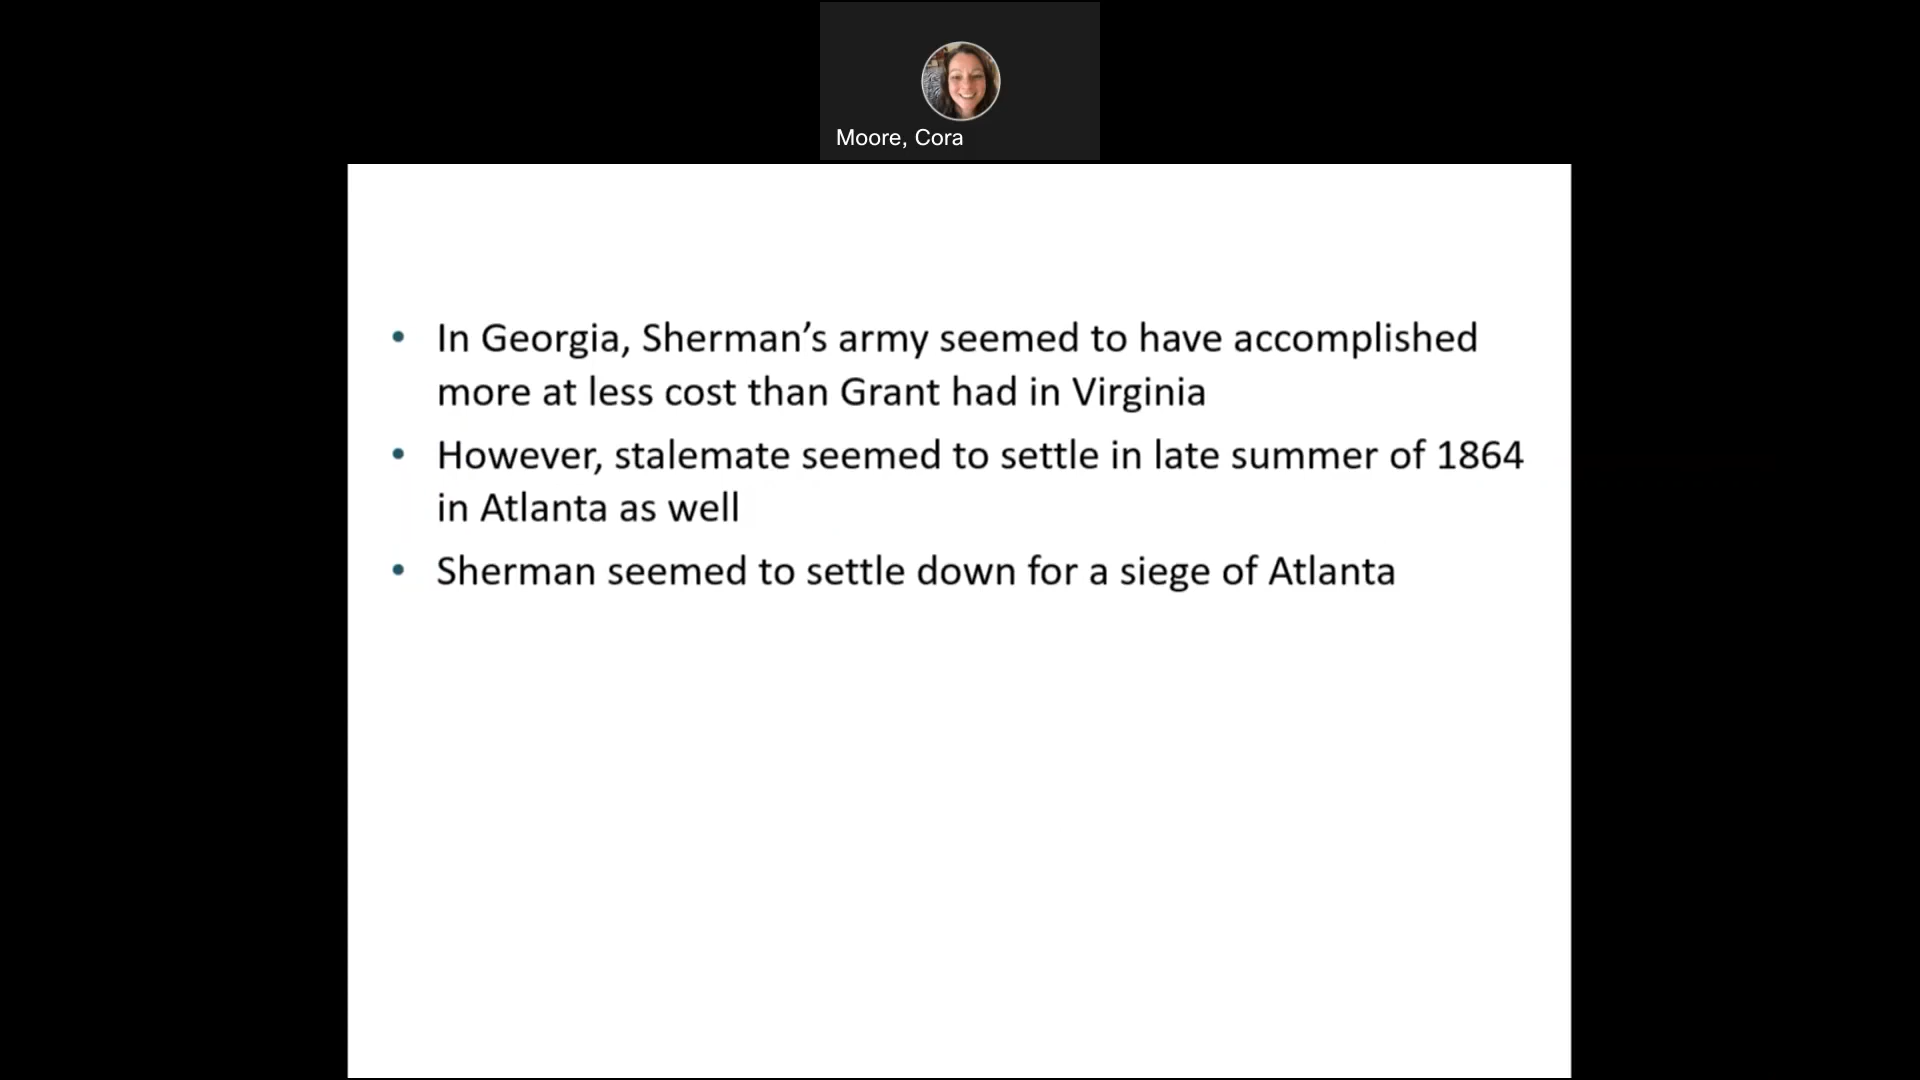 Moore, Cora
• In Georgia, Sherman’s army seemed to have accomplished
more at less cost than Grant had in Virginia
• However, stalemate seemed to settle in late summer of 1864
in Atlanta as well
• Sherman seemed to settle down for a siege of Atlanta